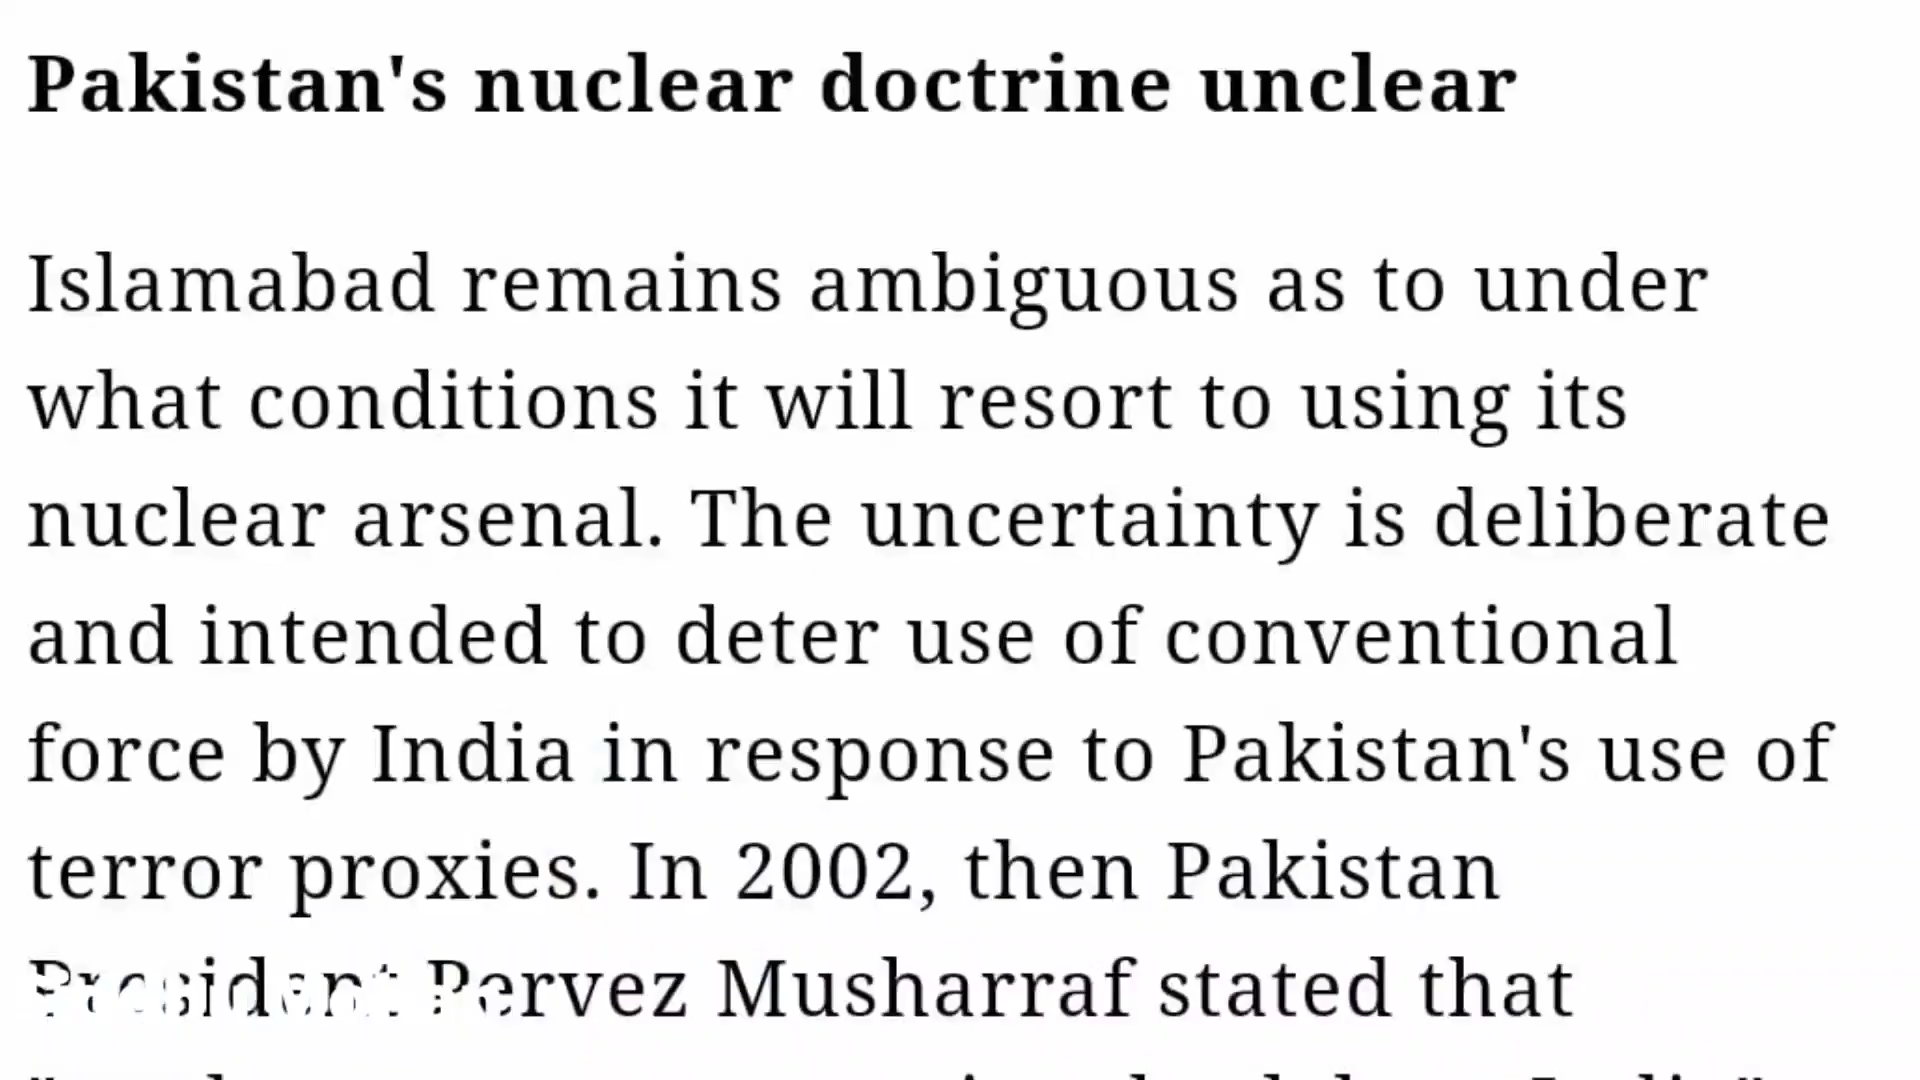 Pakistan's nuclear doctrine unclear
Islamabad remains ambiguous as to under
what conditions it will resort to using its
nuclear arsenal. The uncertainty is deliberate
and intended to deter use of conventional
force by India in response to Pakistan's use of
terror proxies. In 2002, then Pakistan
President Pervez Musharraf stated that